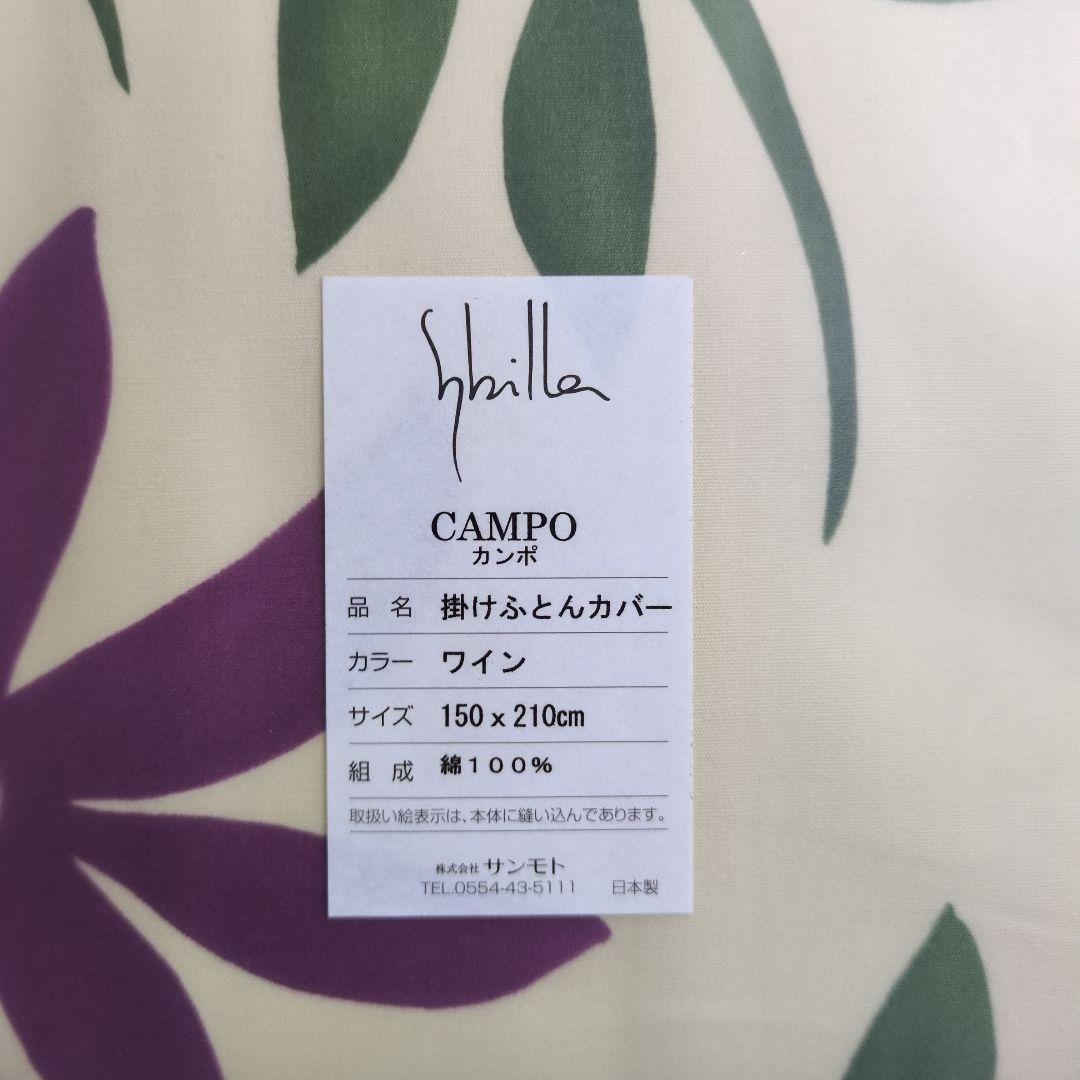 Sybilla
CAMPO
カンポ
品 名 掛けふとんカバー
カラー ワイン
サイズ 150 x 210cm
組 成 綿100%
取扱い絵表示は、本体に縫い込んであります。
株式会社 サンモト
TEL.0554-43-5111 日本製